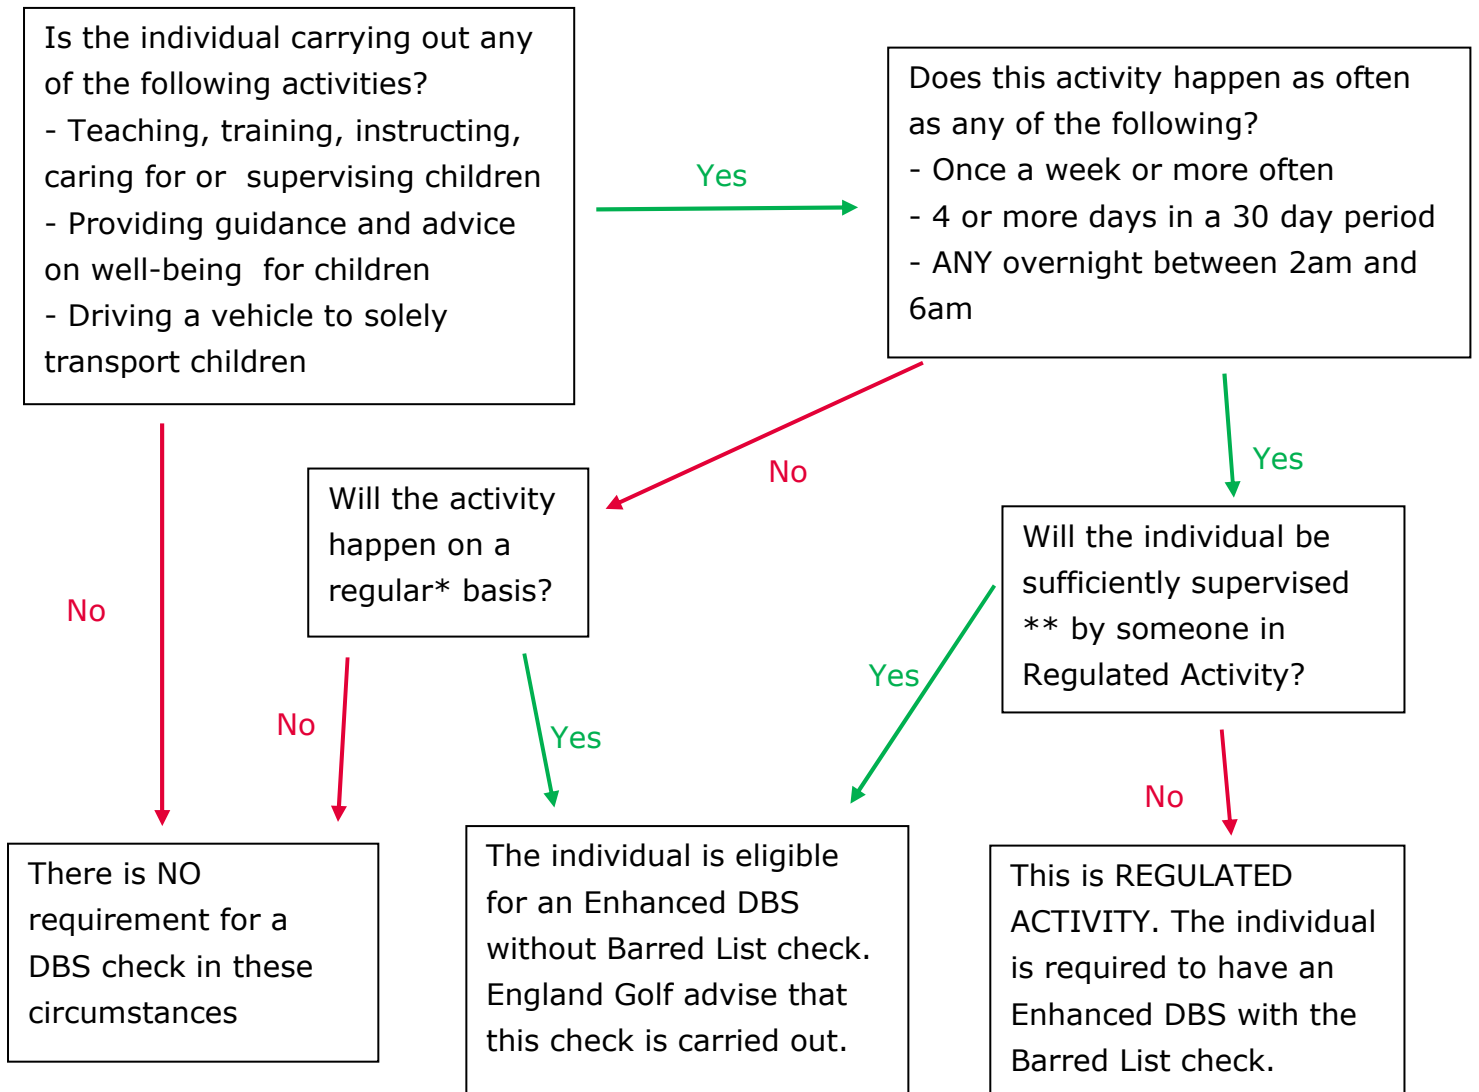 Is the individual carrying out any
of the following activities?
- Teaching, training, instructing,
caring for or  supervising children
- Providing guidance and advice
on well-being  for children
- Driving a vehicle to solely
transport children
Yes
Does this activity happen as often
as any of the following?
- Once a week or more often
- 4 or more days in a 30 day period
- ANY overnight between 2am and
6am
No
No
Yes
Will the activity
happen on a
regular* basis?
Will the individual be
sufficiently supervised
** by someone in
Regulated Activity?
No
Yes
Yes
No
There is NO
requirement for a
DBS check in these
circumstances
The individual is eligible
for an Enhanced DBS
without Barred List check.
England Golf advise that
this check is carried out.
This is REGULATED
ACTIVITY. The individual
is required to have an
Enhanced DBS with the
Barred List check.